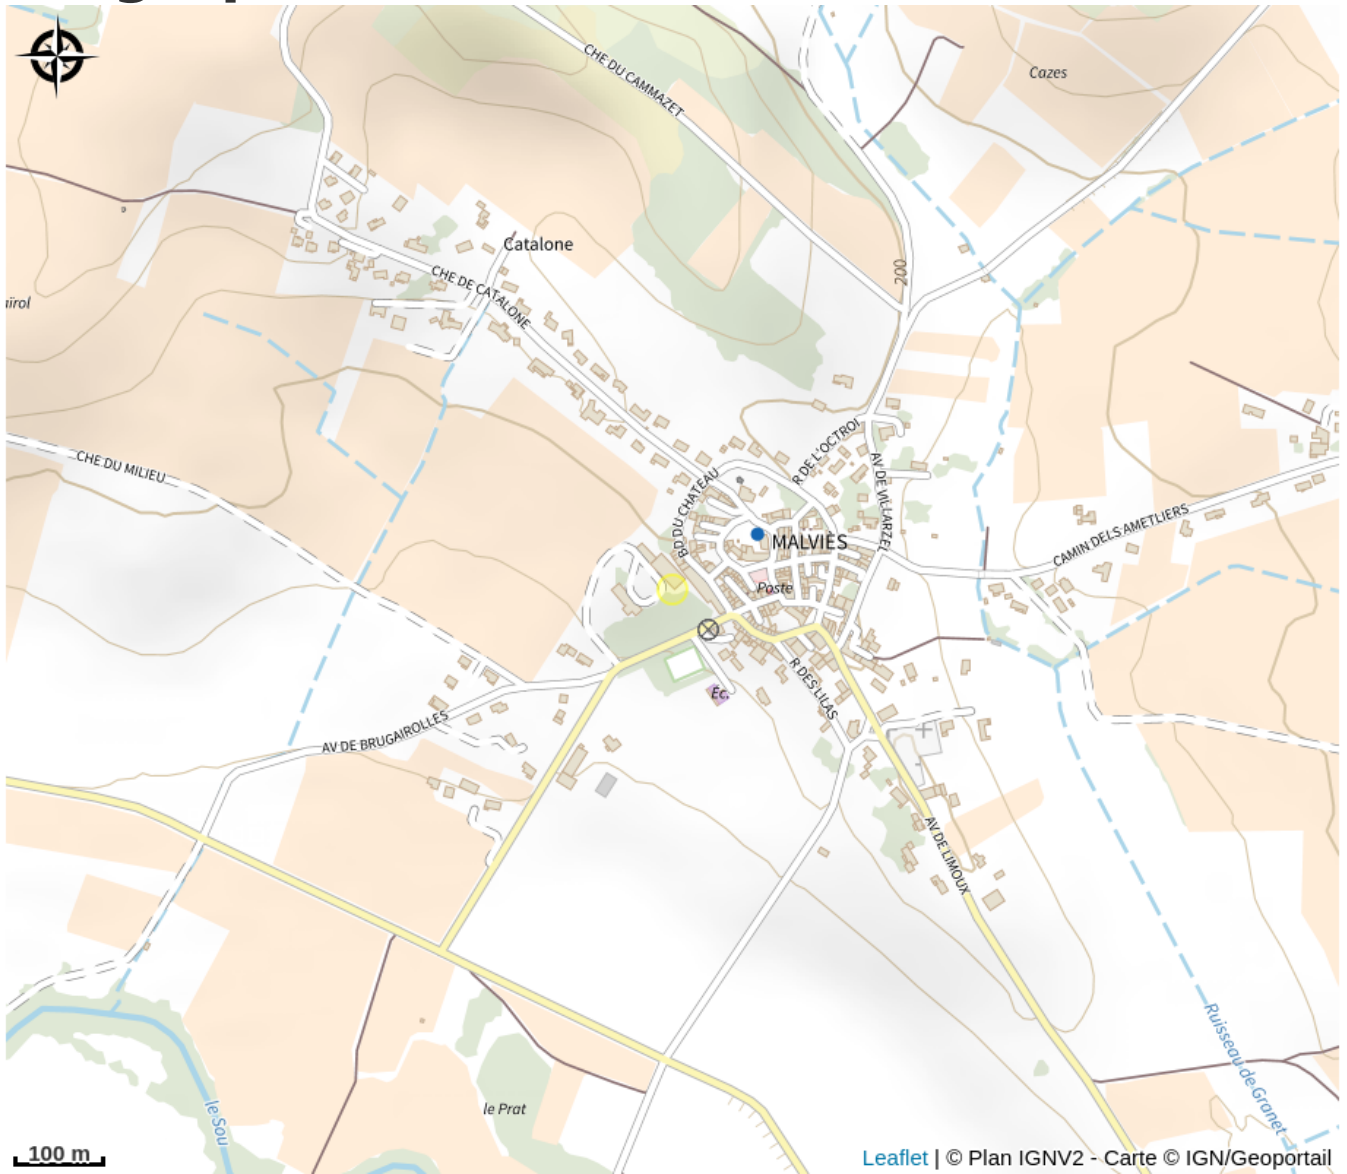 CHE DU CAMMAZET
Cazes
Catalone
200
CHE DE CATALONE
R DE L'OCTROI
CHE DU MILIEU
BD DU CHATEAU
AV DE VILLARZEL
CAMIN DELS AMETLIERS
MALVIÈS
Poste
R DES LILAS
Éc.
AV DE BRUGAIROLLES
AV DE LIMOUX
Ruisseau de Granet
le Sou
le Prat
100 m
Leaflet | © Plan IGNV2 - Carte © IGN/Geoportail